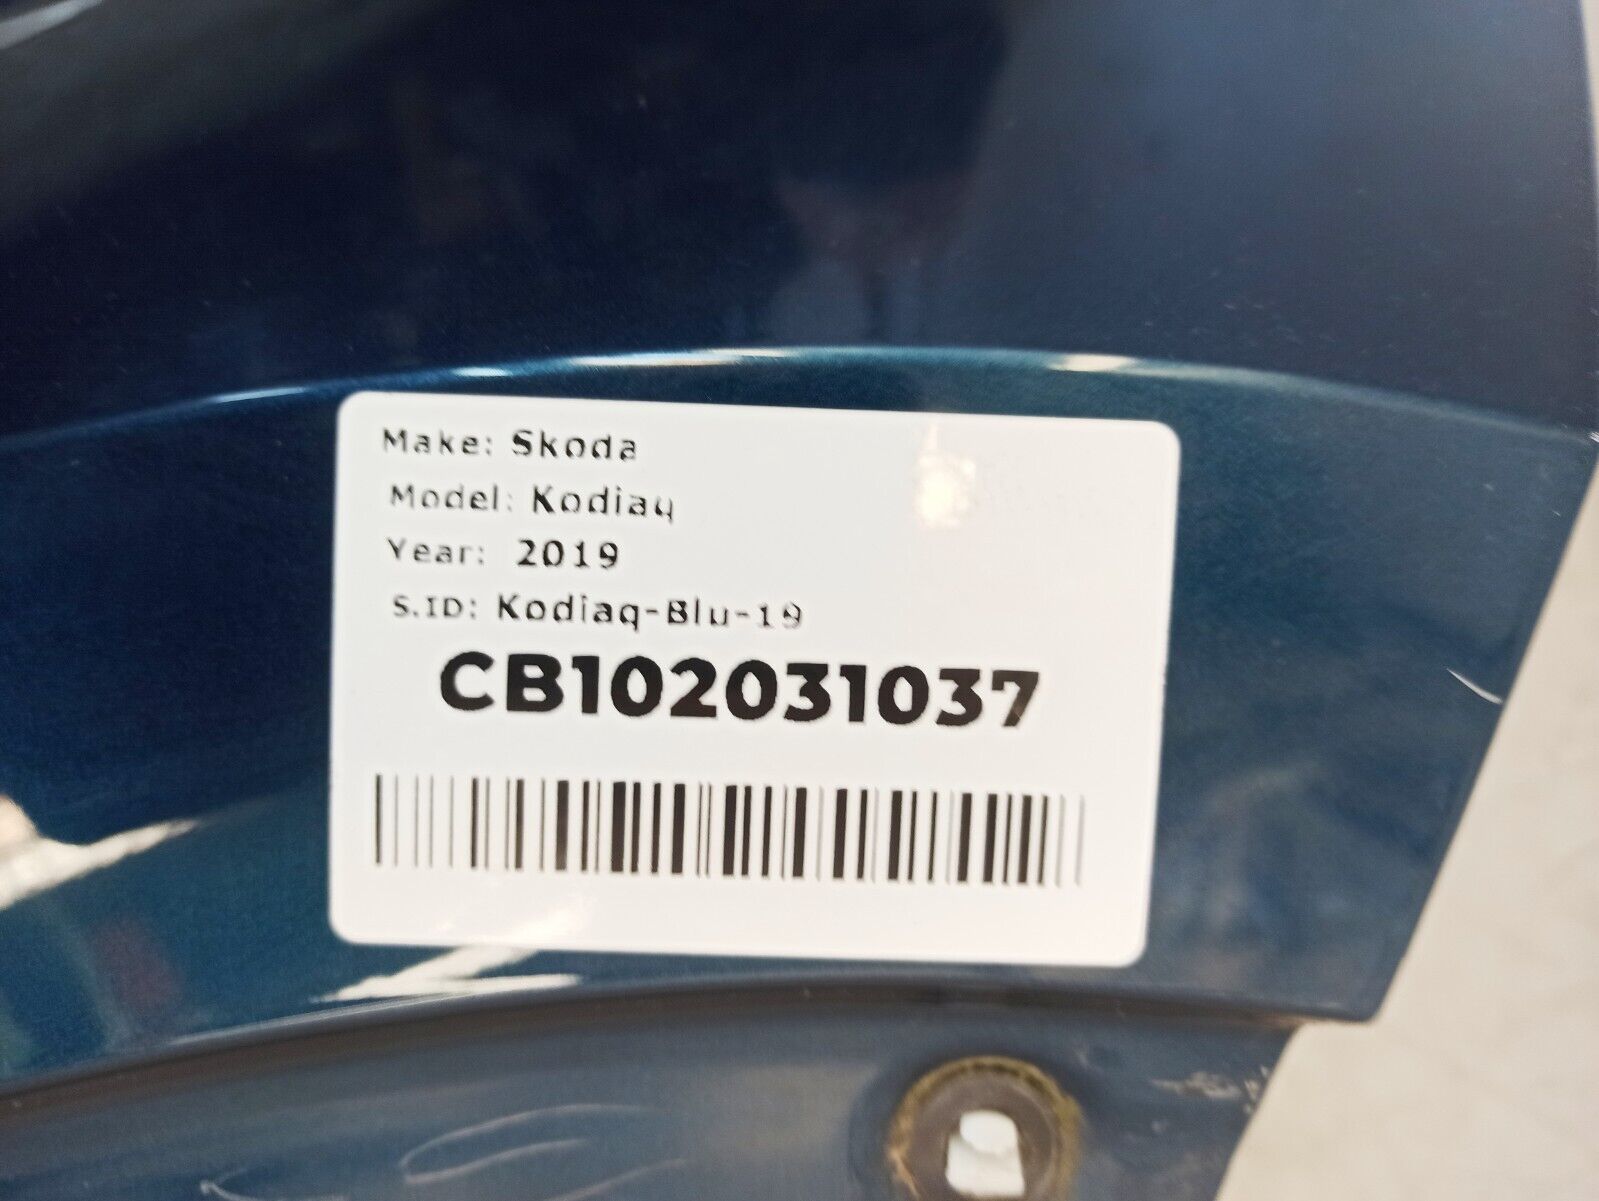 Make: Skoda
Model: Kodiaq
Year: 2019
S.ID: Kodiaq-Blu-19
CB102031037